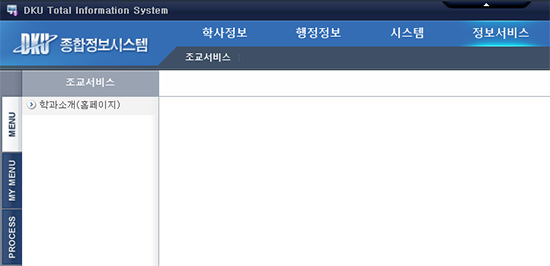 DKU Total Information System
DKU 종합정보시스템
학사정보 행정정보 시스템 정보서비스
조교서비스
조교서비스
학과소개(홈페이지)
MENU
MY MENU
PROCESS